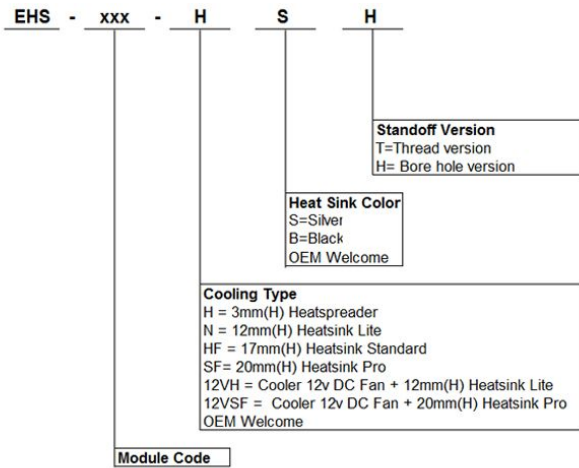 EHS - xxx - H S H
Standoff Version
T=Thread version
H= Bore hole version
Heat Sink Color
S=Silver
B=Black
OEM Welcome
Cooling Type
H = 3mm(H) Heatspreader
N = 12mm(H) Heatsink Lite
HF = 17mm(H) Heatsink Standard
SF= 20mm(H) Heatsink Pro
12VH = Cooler 12v DC Fan + 12mm(H) Heatsink Lite
12VSF = Cooler 12v DC Fan + 20mm(H) Heatsink Pro
OEM Welcome
Module Code